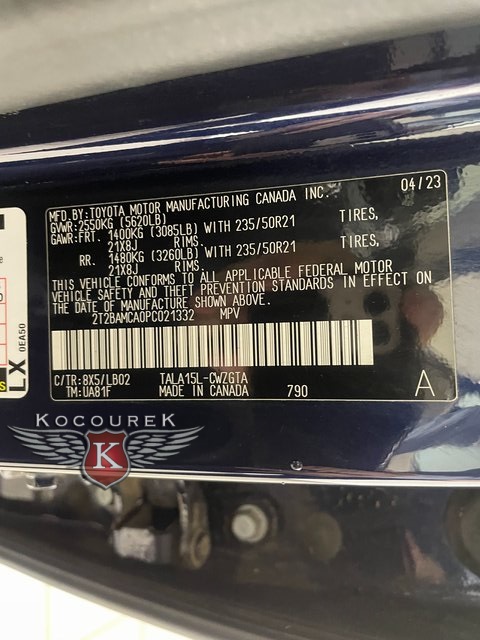 MFD.BY:TOYOTA MOTOR MANUFACTURING CANADA INC. 04/23
GVWR:2550KG (5620LB)
GAWR:FRT. 1400KG (3085LB) WITH 235/50R21 TIRES,
21X8J RIMS.
RR. 1480KG (3260LB) WITH 235/50R21 TIRES,
21X8J RIMS.
THIS VEHICLE CONFORMS TO ALL APPLICABLE FEDERAL MOTOR
VEHICLE SAFETY AND THEFT PREVENTION STANDARDS IN EFFECT ON
THE DATE OF MANUFACTURE SHOWN ABOVE.
2T2BAMCA0PC021332 MPV
C/TR:8X5/LB02 TALA15L-CWZGTA
TM:UA81F MADE IN CANADA 790 A
LX 0EA50
KOCOUREK
K